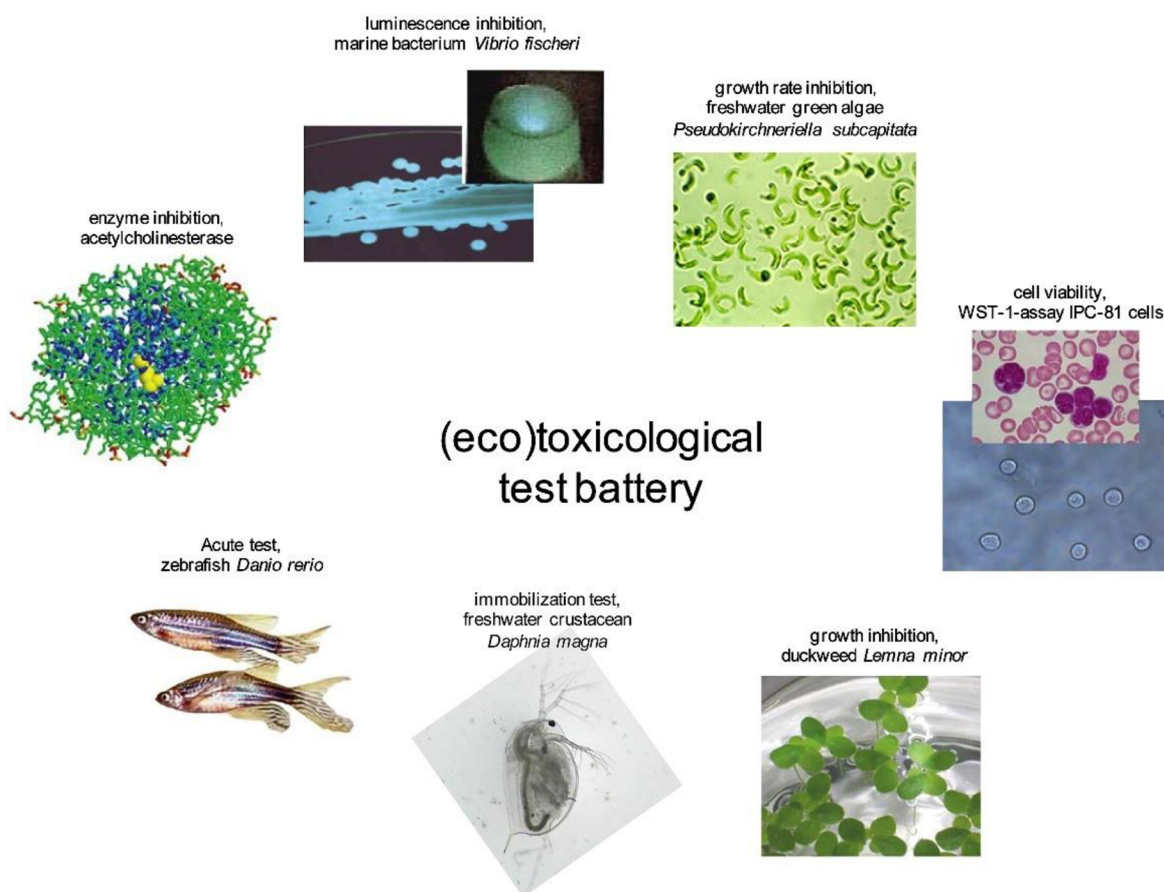 luminescence inhibition,
marine bacterium Vibrio fischeri
growth rate inhibition,
freshwater green algae
Pseudokirchneriella subcapitata
enzyme inhibition,
acetylcholinesterase
cell viability,
WST-1-assay IPC-81 cells
(eco)toxicological
test battery
Acute test,
zebrafish Danio rerio
immobilization test,
freshwater crustacean
Daphnia magna
growth inhibition,
duckweed Lemna minor